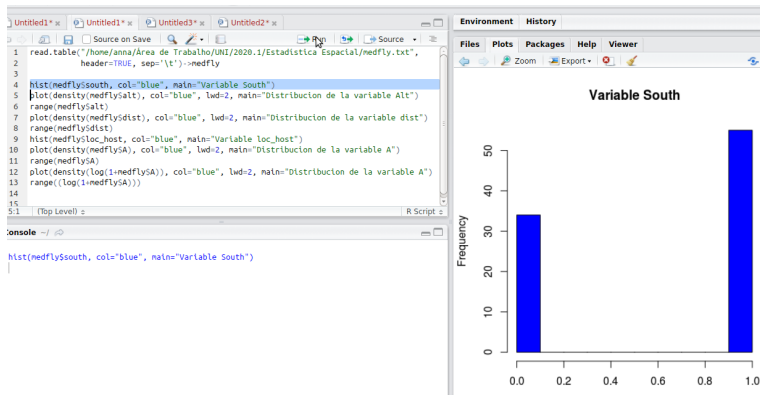 Untitled1* × Untitled1* × Untitled3* × Untitled2* ×
Source on Save Run Source
1 read.table("/home/anna/Área de Trabalho/UNI/2020.1/Estadistica Espacial/medfly.txt",
2 header=TRUE, sep='\t')->medfly
3
4 hist(medfly$south, col="blue", main="Variable South")
5 plot(density(medfly$alt), col="blue", lwd=2, main="Distribucion de la variable Alt")
6 range(medfly$alt)
7 plot(density(medfly$dist), col="blue", lwd=2, main="Distribucion de la variable dist")
8 range(medfly$dist)
9 hist(medfly$loc_host, col="blue", main="Variable loc_host")
10 plot(density(medfly$A), col="blue", lwd=2, main="Distribucion de la variable A")
11 range(medfly$A)
12 plot(density(log(1+medfly$A)), col="blue", lwd=2, main="Distribucion de la variable A")
13 range((log(1+medfly$A)))
14
15
5:1 (Top Level) R Script
Console ~/
hist(medfly$south, col="blue", main="Variable South")
Environment History
Files Plots Packages Help Viewer
Zoom Export
Variable South
Frequency
50
40
30
20
10
0
0.0 0.2 0.4 0.6 0.8 1.0